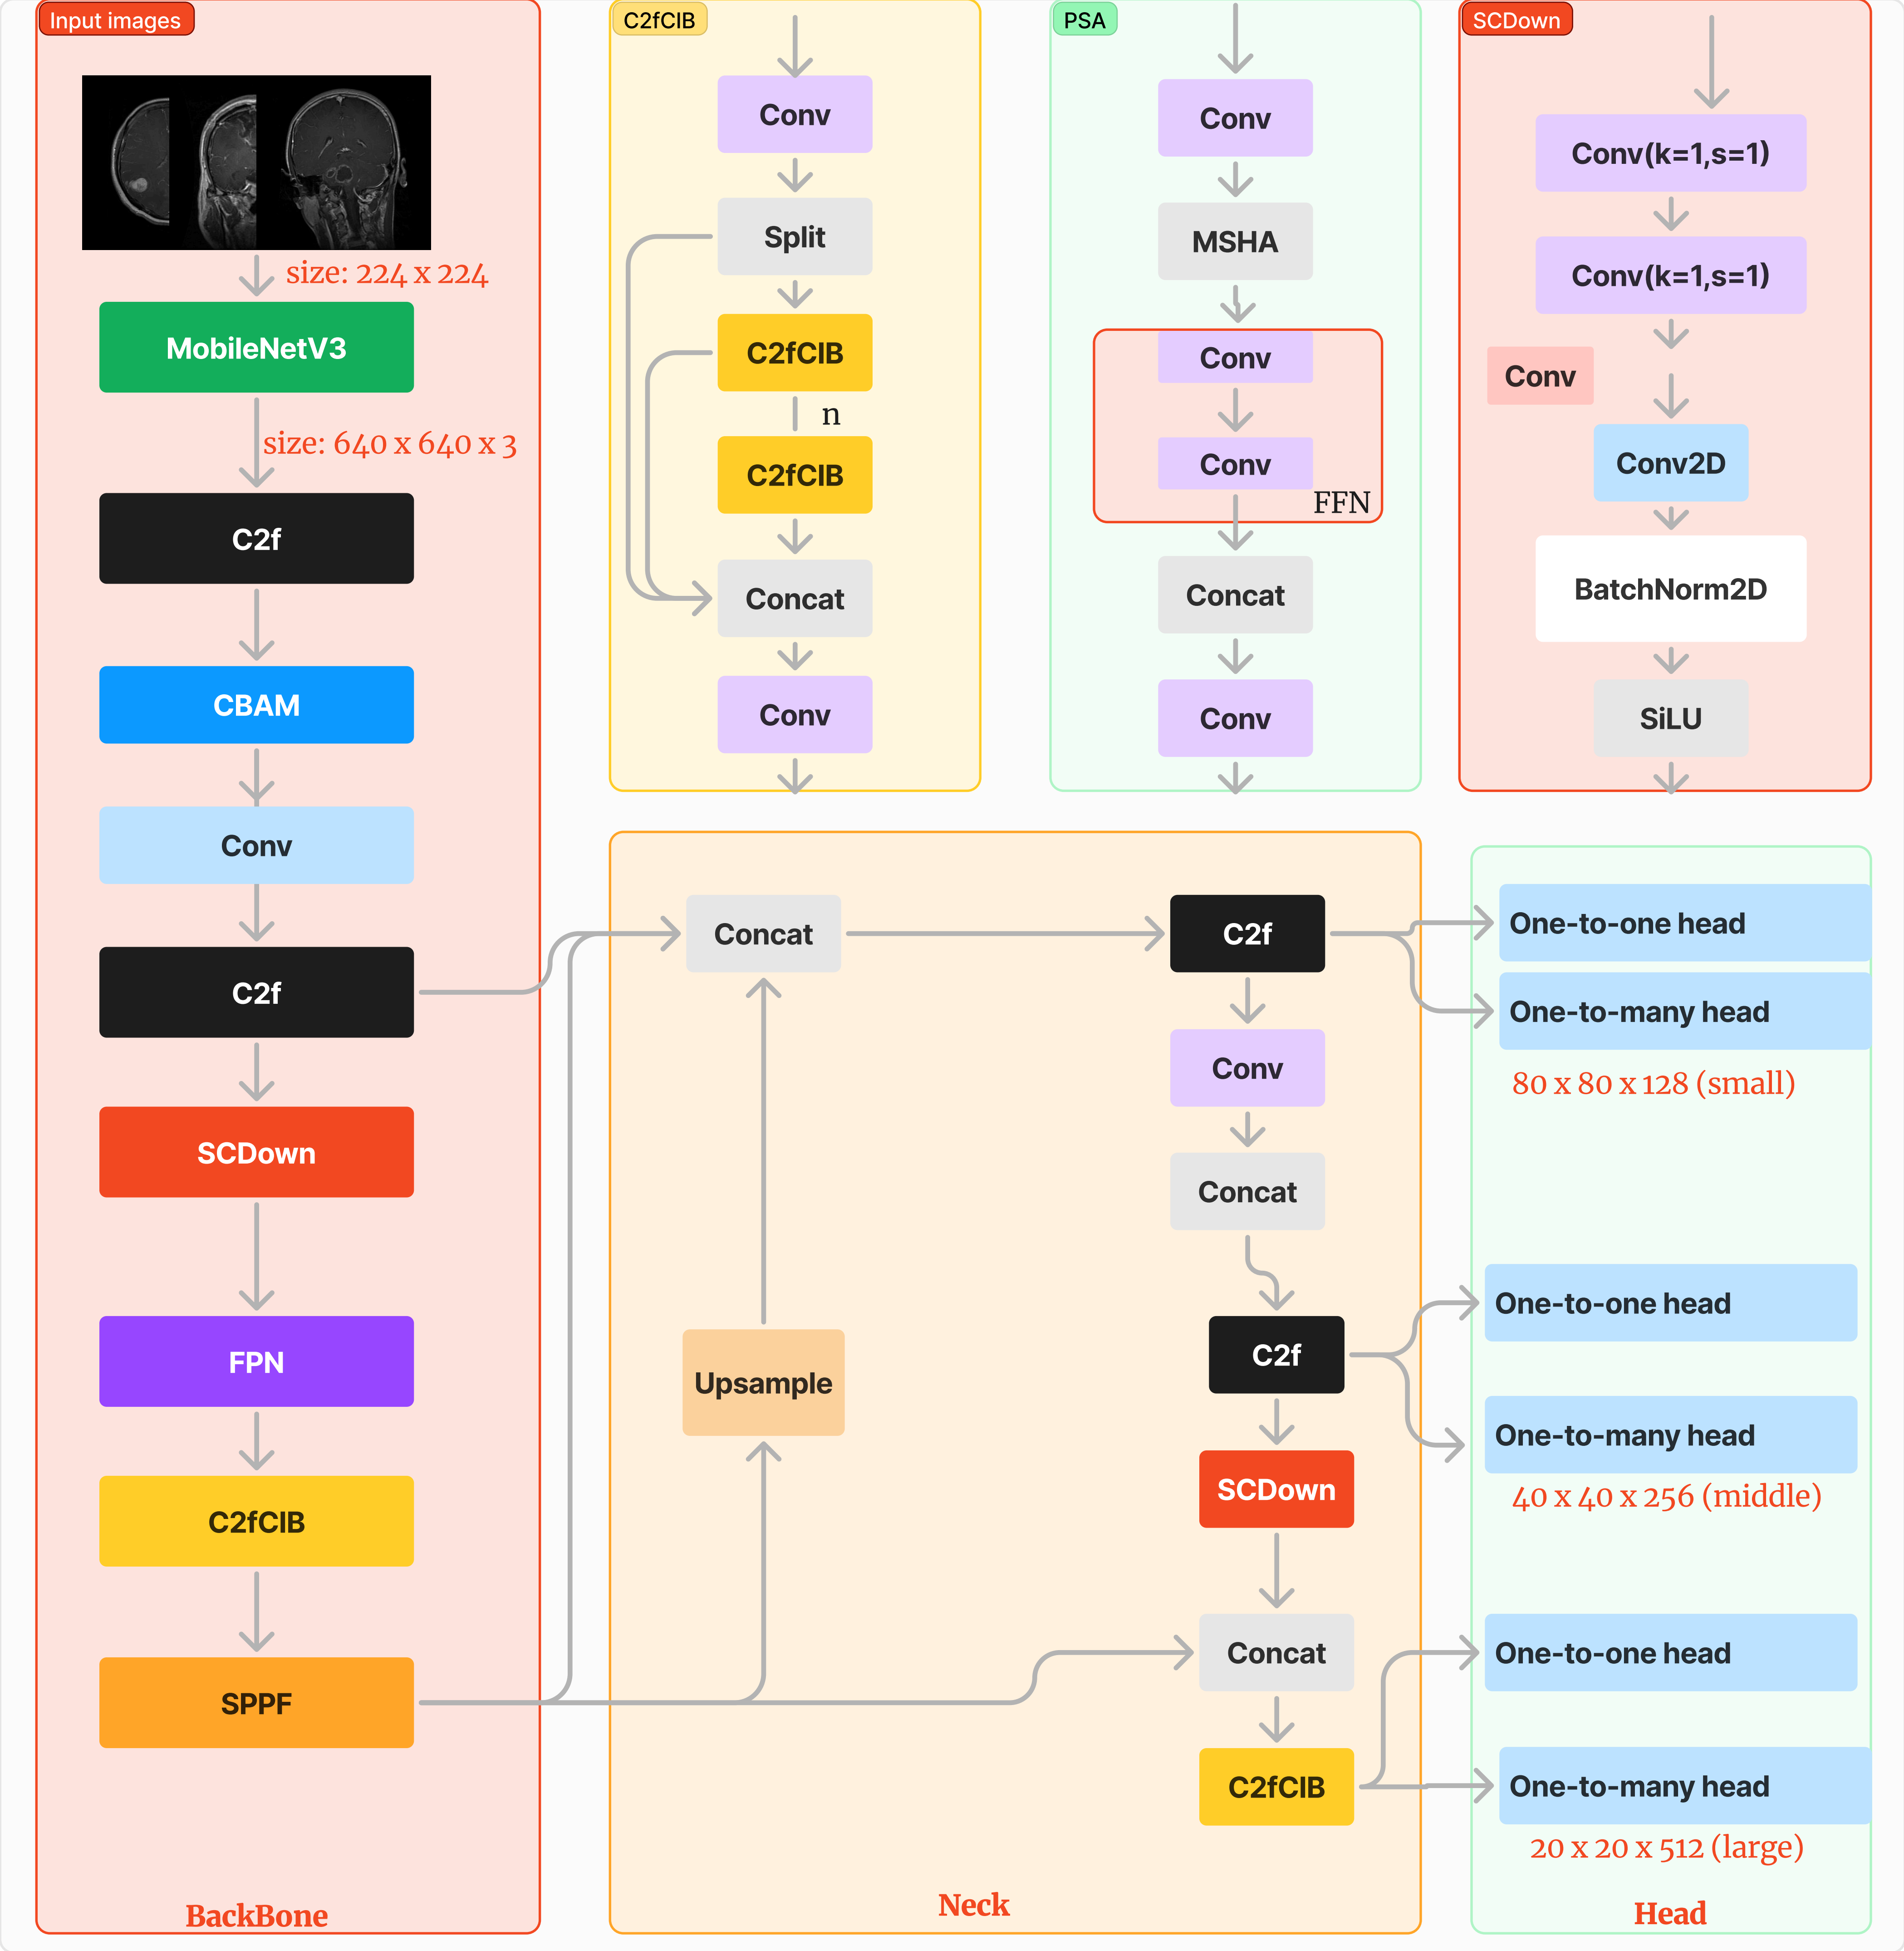 Input images
size: 224 x 224
MobileNetV3
size: 640 x 640 x 3
C2f
CBAM
Conv
C2f
SCDown
FPN
C2fCIB
SPPF
BackBone
C2fCIB
Conv
Split
C2fCIB
n
C2fCIB
Concat
Conv
PSA
Conv
MSHA
Conv
Conv
FFN
Concat
Conv
SCDown
Conv(k=1,s=1)
Conv(k=1,s=1)
Conv
Conv2D
BatchNorm2D
SiLU
Concat
Upsample
C2f
Conv
Concat
C2f
SCDown
Concat
C2fCIB
Neck
One-to-one head
One-to-many head
80 x 80 x 128 (small)
One-to-one head
One-to-many head
40 x 40 x 256 (middle)
One-to-one head
One-to-many head
20 x 20 x 512 (large)
Head